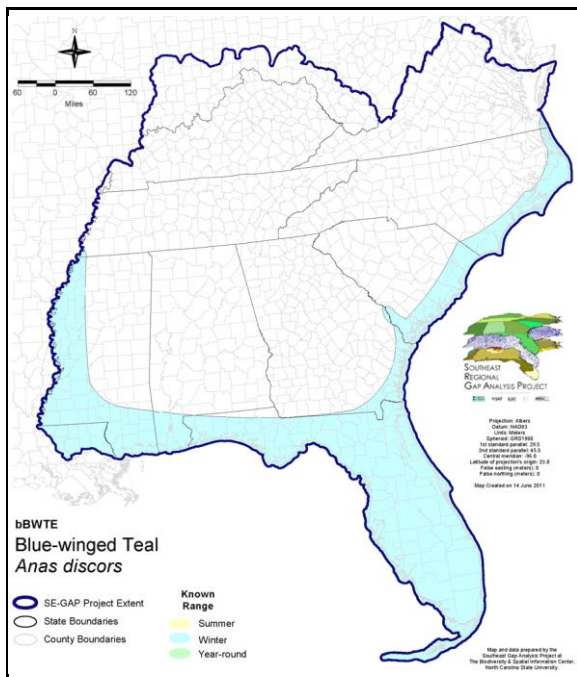 N
60 0 60 120
Miles
SOUTHEAST
REGIONAL
GAP ANALYSIS PROJECT
Projection: Albers
Datum: NAD83
Units: Meters
Spheroid: GRS1980
1st standard parallel: 29.5
2nd standard parallel: 45.5
Central meridian: -96.0
Latitude of projection's origin: 23.0
False easting (meters): 0
False northing (meters): 0
Map Created on 14 June 2011
bBWTE
Blue-winged Teal
Anas discors
SE-GAP Project Extent
State Boundaries
County Boundaries
Known
Range
Summer
Winter
Year-round
Map and data prepared by the
Southeast Gap Analysis Project at
The Biodiversity & Spatial Information Center,
North Carolina State University.